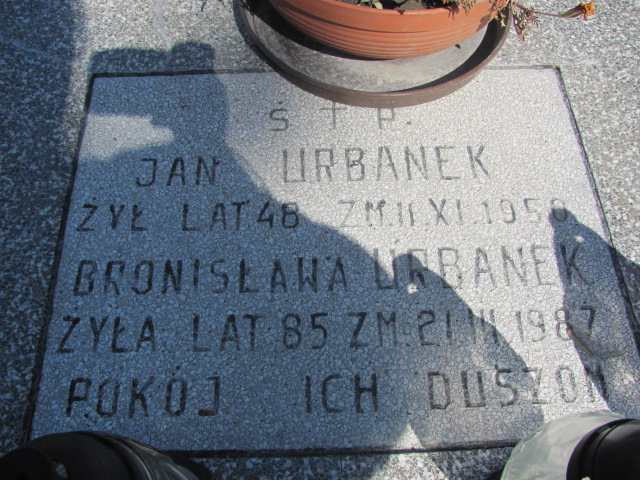 Ś † P.
JAN URBANEK
ŻYŁ LAT 48 ZM.II.XI.1950
BRONISŁAWA URBANEK
ŻYŁA LAT 85 ZM.21.III.1987
POKÓJ ICH DUSZOM